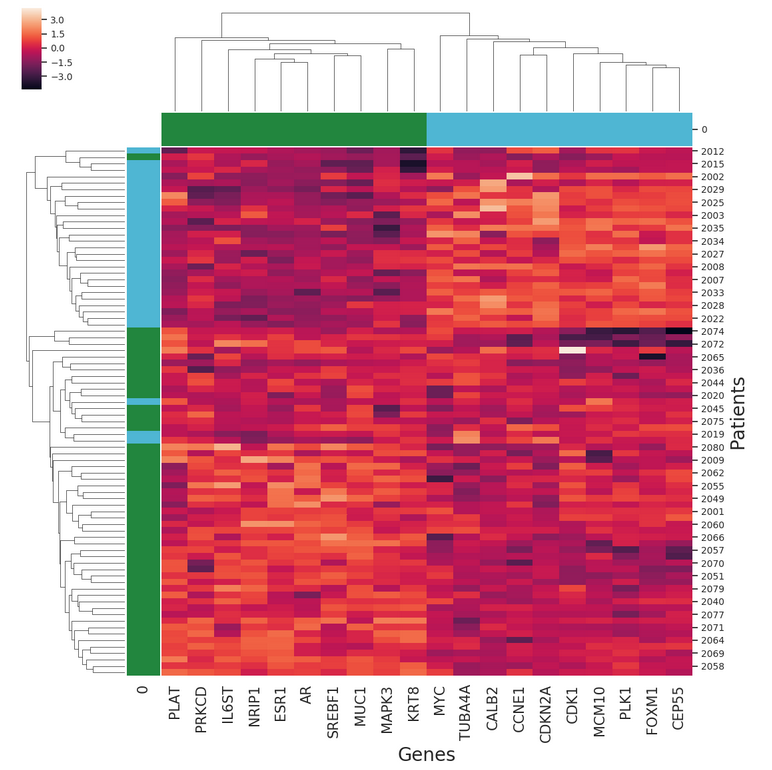 3.0
1.5
0.0
−1.5
−3.0
0
2012
2015
2002
2029
2025
2003
2035
2034
2027
2008
2007
2033
2028
2022
2074
2072
2065
2036
2044
2020
2045
2075
2019
2080
2009
2062
2055
2049
2001
2060
2066
2057
2070
2051
2079
2040
2077
2071
2064
2069
2058
Patients
0
PLAT
PRKCD
IL6ST
NRIP1
ESR1
AR
SREBF1
MUC1
MAPK3
KRT8
MYC
TUBA4A
CALB2
CCNE1
CDKN2A
CDK1
MCM10
PLK1
FOXM1
CEP55
Genes